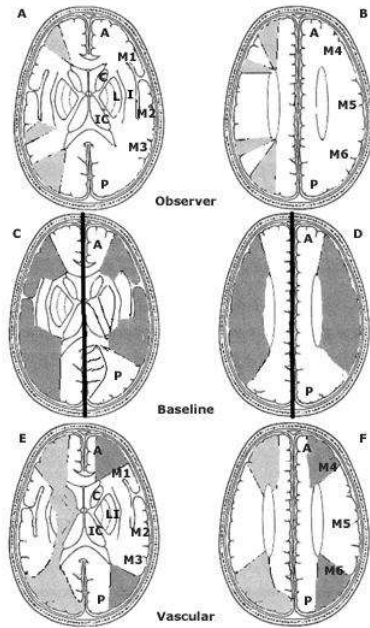 A B
A A
M1 M4
C
L I
M2 M5
IC
M3 M6
P P
Observer
C D
A A
P P
Baseline
E F
A A
M1 M4
C
LI
M2 M5
IC
M3 M6
P P
Vascular